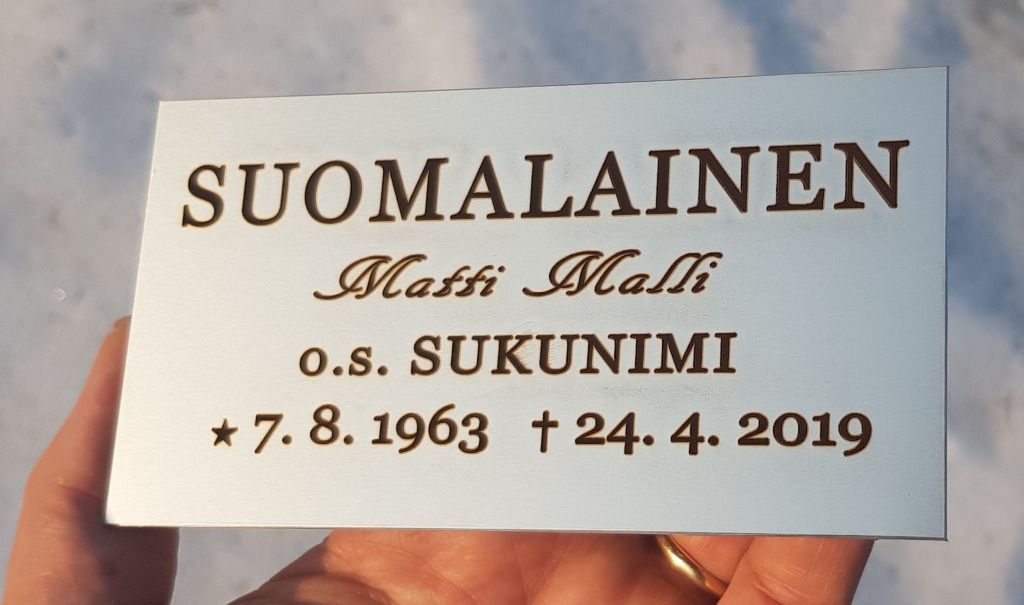 SUOMALAINEN
Matti Malli
o.s. SUKUNIMI
★ 7. 8. 1963 ✝ 24. 4. 2019